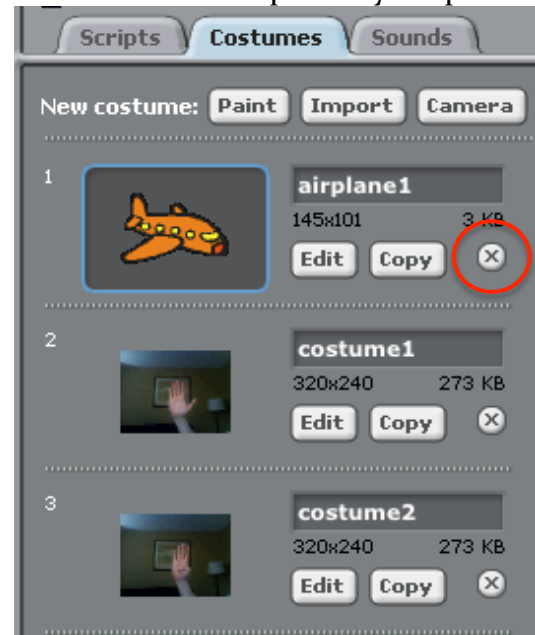 Scripts Costumes Sounds
New costume: Paint Import Camera
1
airplane1
145x101 3 KB
Edit Copy
2
costume1
320x240 273 KB
Edit Copy
3
costume2
320x240 273 KB
Edit Copy